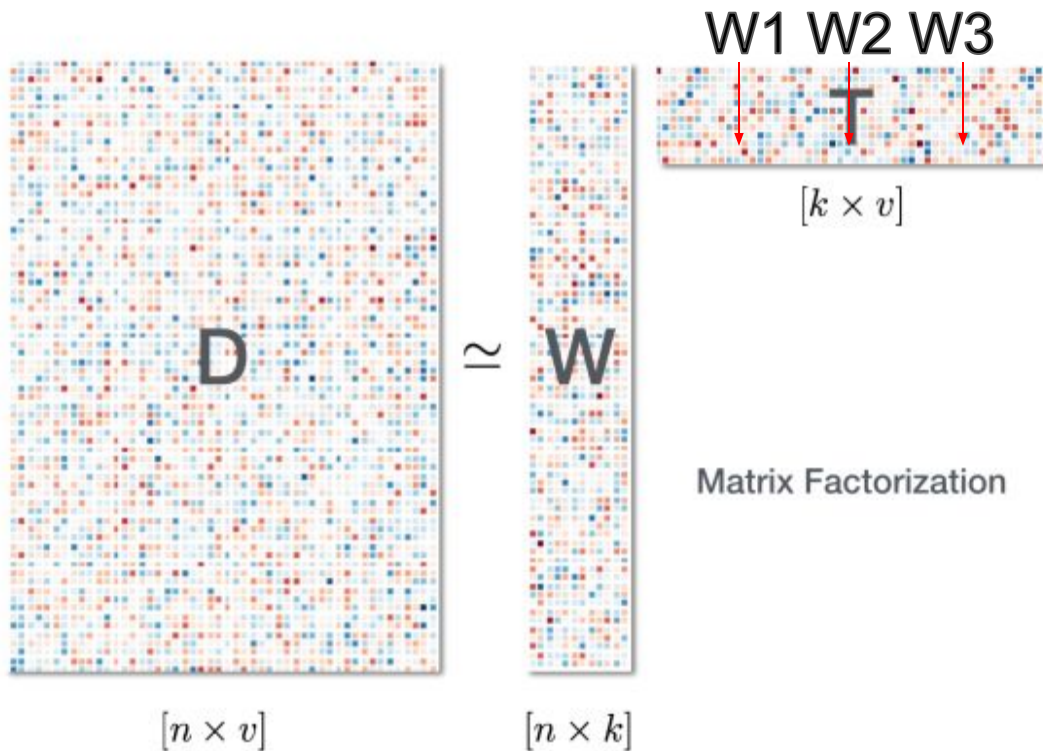 W1 W2 W3
T
[k × v]
D ≃ W
Matrix Factorization
[n × v] [n × k]